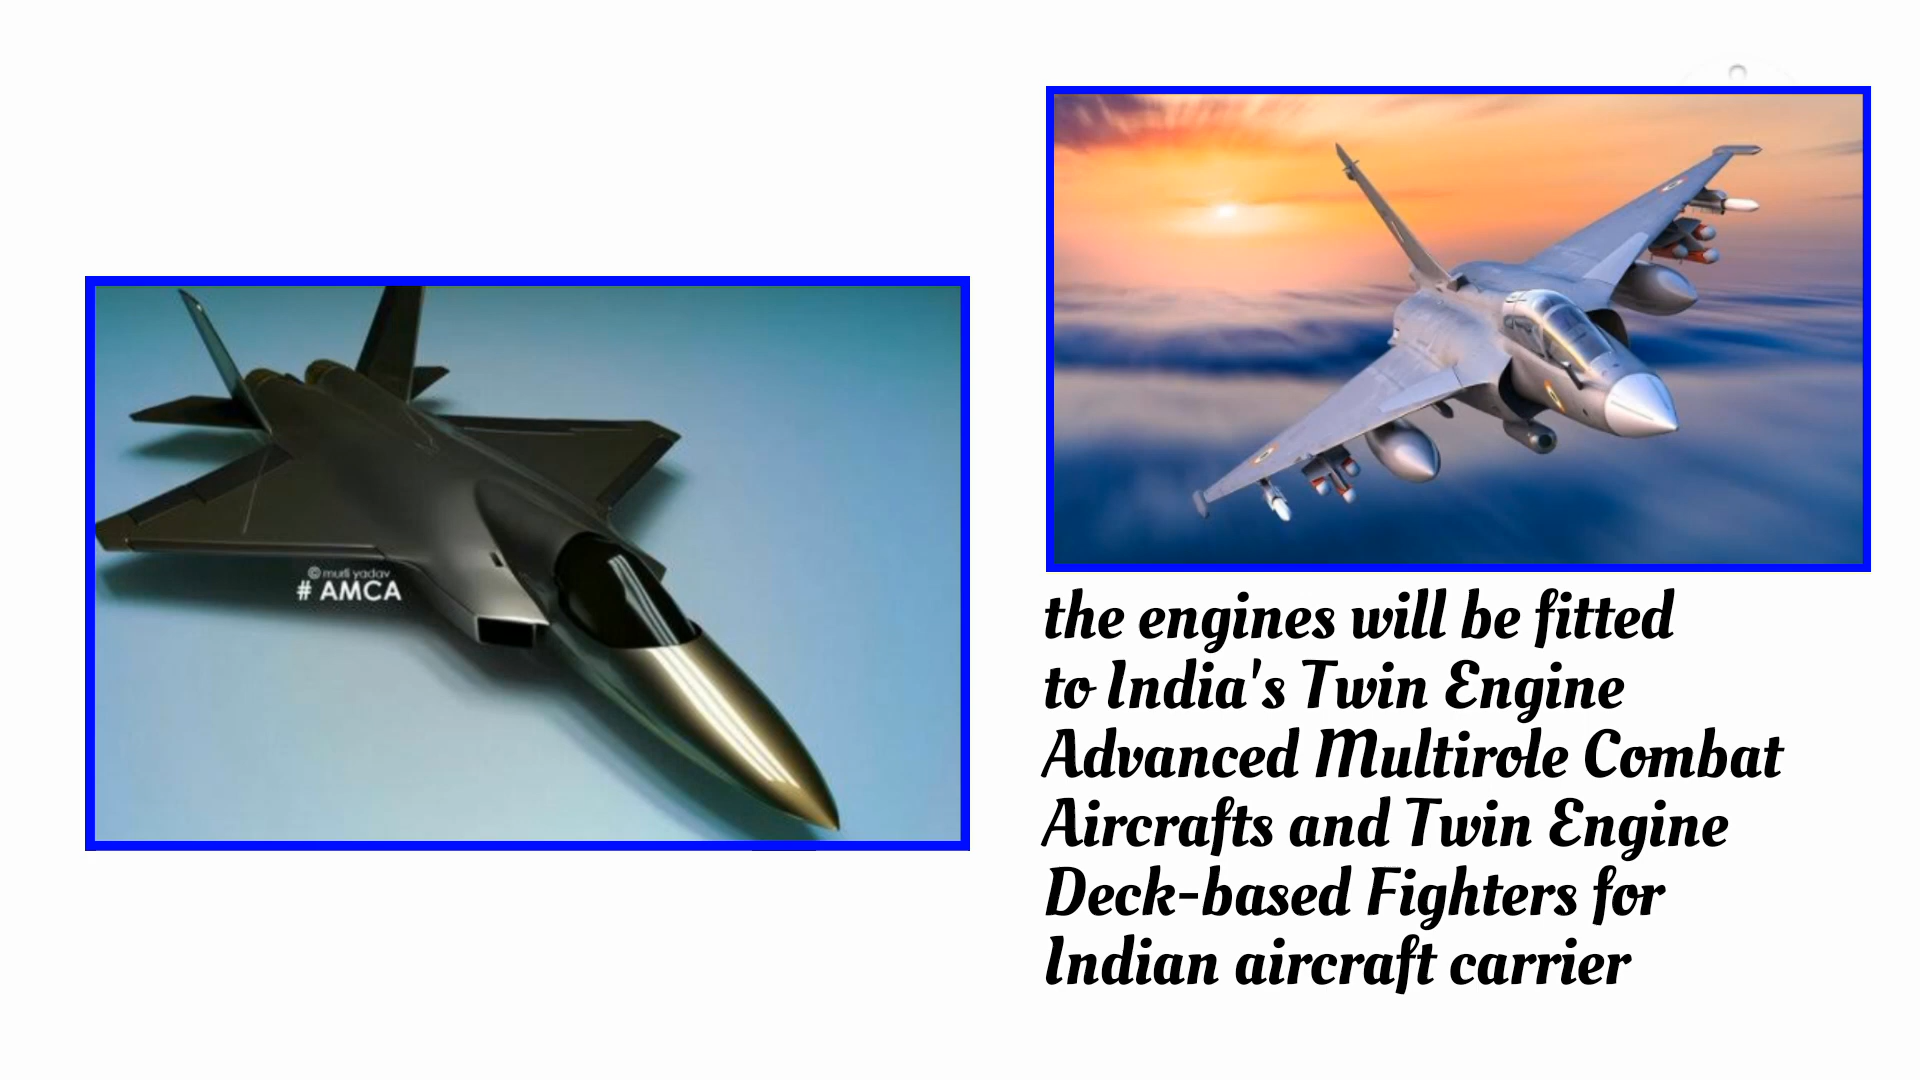 © murli yadav
# AMCA
the engines will be fitted
to India's Twin Engine
Advanced Multirole Combat
Aircrafts and Twin Engine
Deck-based Fighters for
Indian aircraft carrier